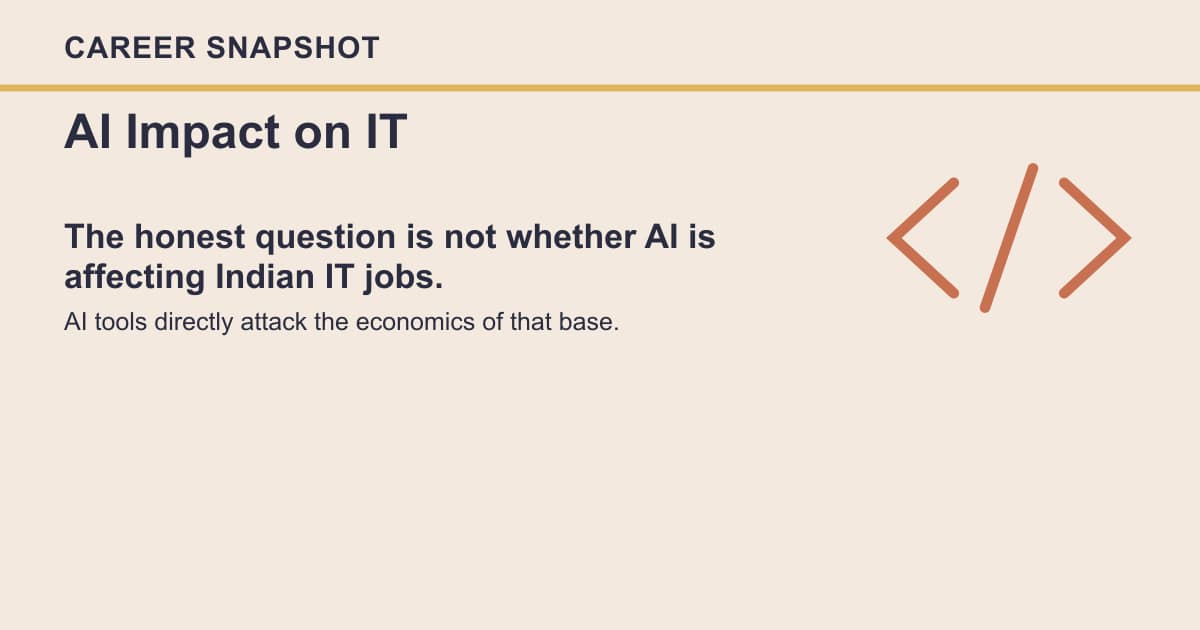 CAREER SNAPSHOT
AI Impact on IT
The honest question is not whether AI is
affecting Indian IT jobs.
AI tools directly attack the economics of that base.